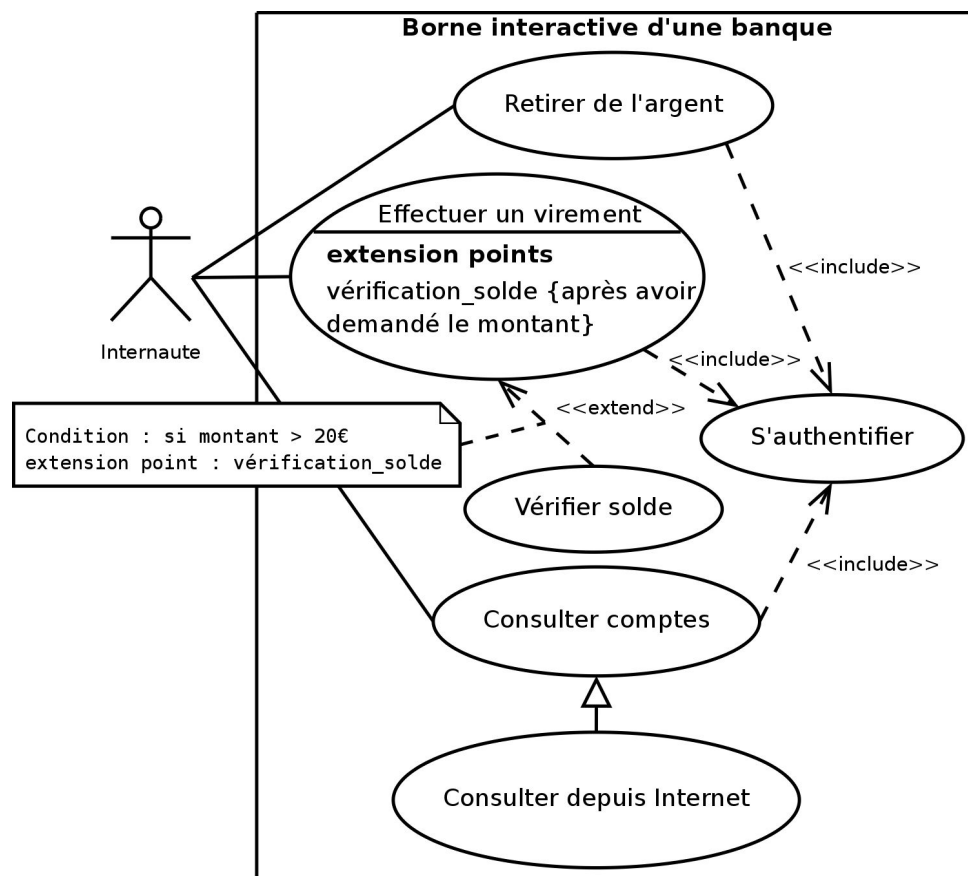 Borne interactive d'une banque
Retirer de l'argent
Effectuer un virement
extension points
vérification_solde {après avoir
demandé le montant}
<<include>>
Internaute
<<include>>
<<extend>>
Condition : si montant > 20€
extension point : vérification_solde
S'authentifier
Vérifier solde
<<include>>
Consulter comptes
Consulter depuis Internet